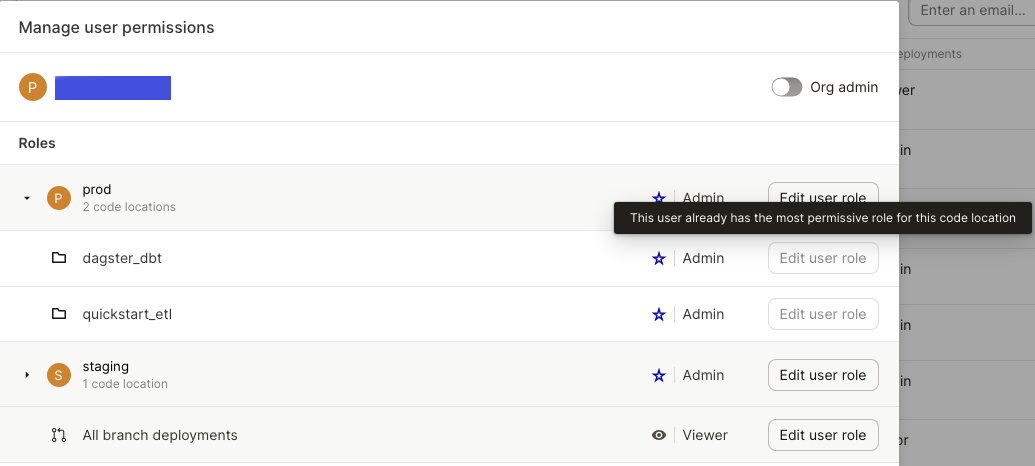 Manage user permissions
Enter an email...
P
Org admin
eployments
wer
Roles
in
P
prod
2 code locations
Admin
Edit user role
This user already has the most permissive role for this code location
dagster_dbt
Admin
Edit user role
in
quickstart_etl
Admin
Edit user role
in
S
staging
1 code location
Admin
Edit user role
in
All branch deployments
Viewer
Edit user role
or